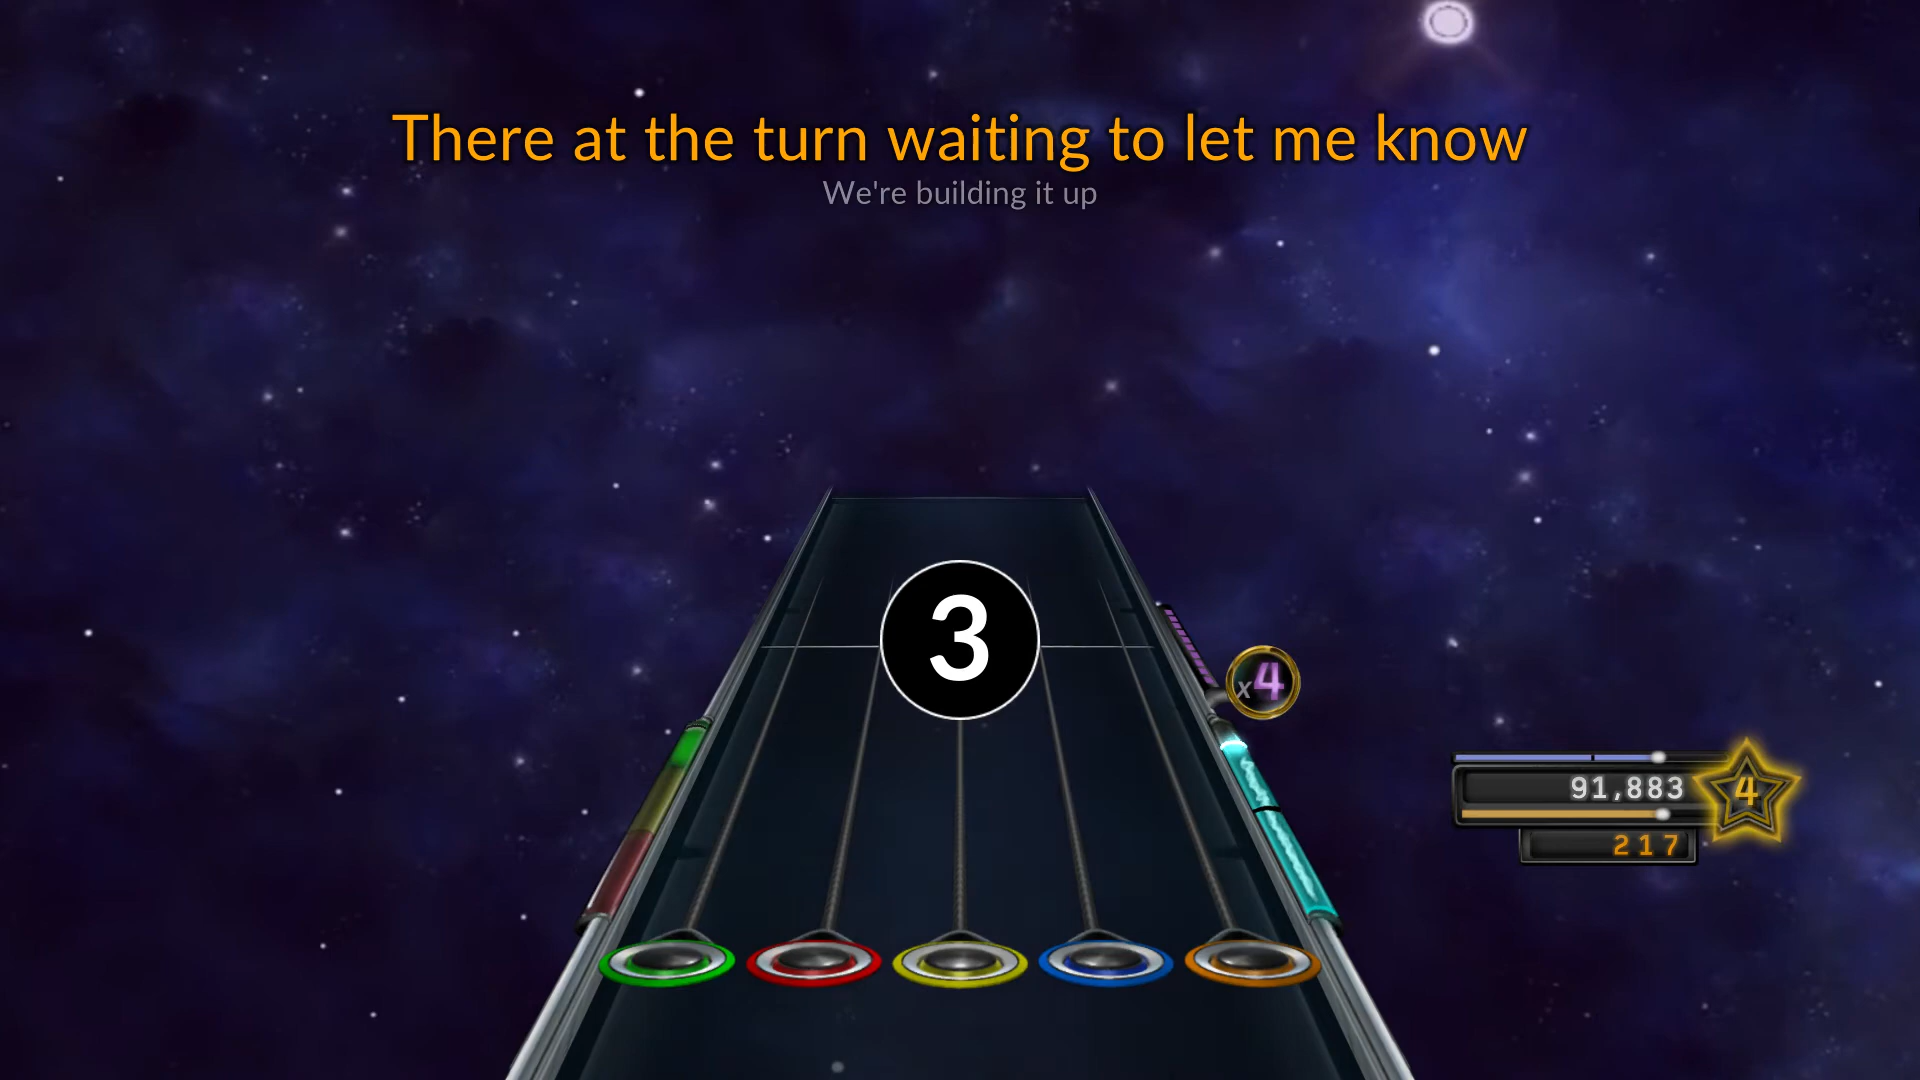 There at the turn waiting to let me know
We're building it up
3
x4
91,883
4
217